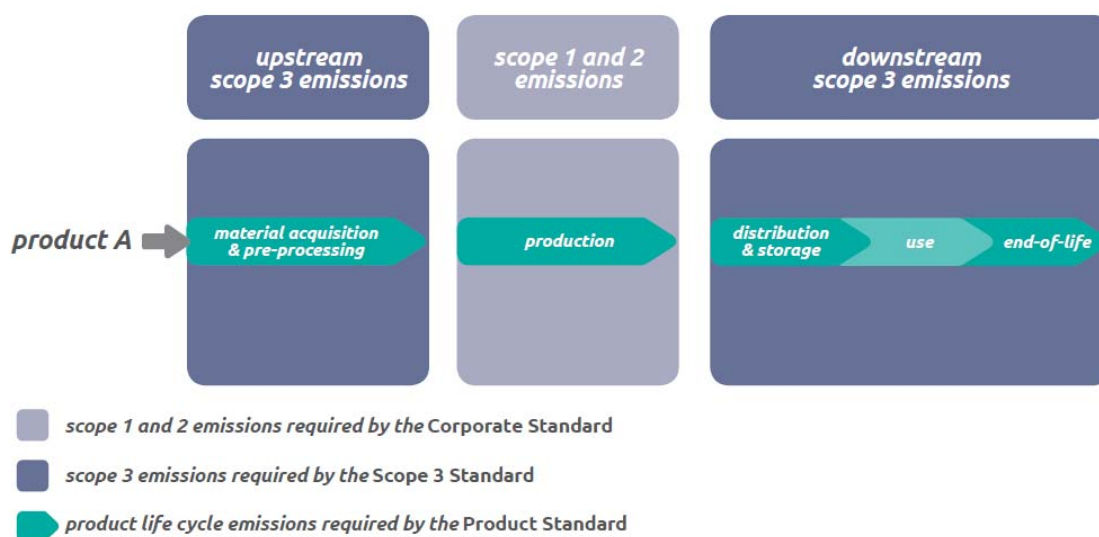 upstream
scope 3 emissions
scope 1 and 2
emissions
downstream
scope 3 emissions
product A
material acquisition
& pre-processing
production
distribution
& storage
use
end-of-life
scope 1 and 2 emissions required by the Corporate Standard
scope 3 emissions required by the Scope 3 Standard
product life cycle emissions required by the Product Standard